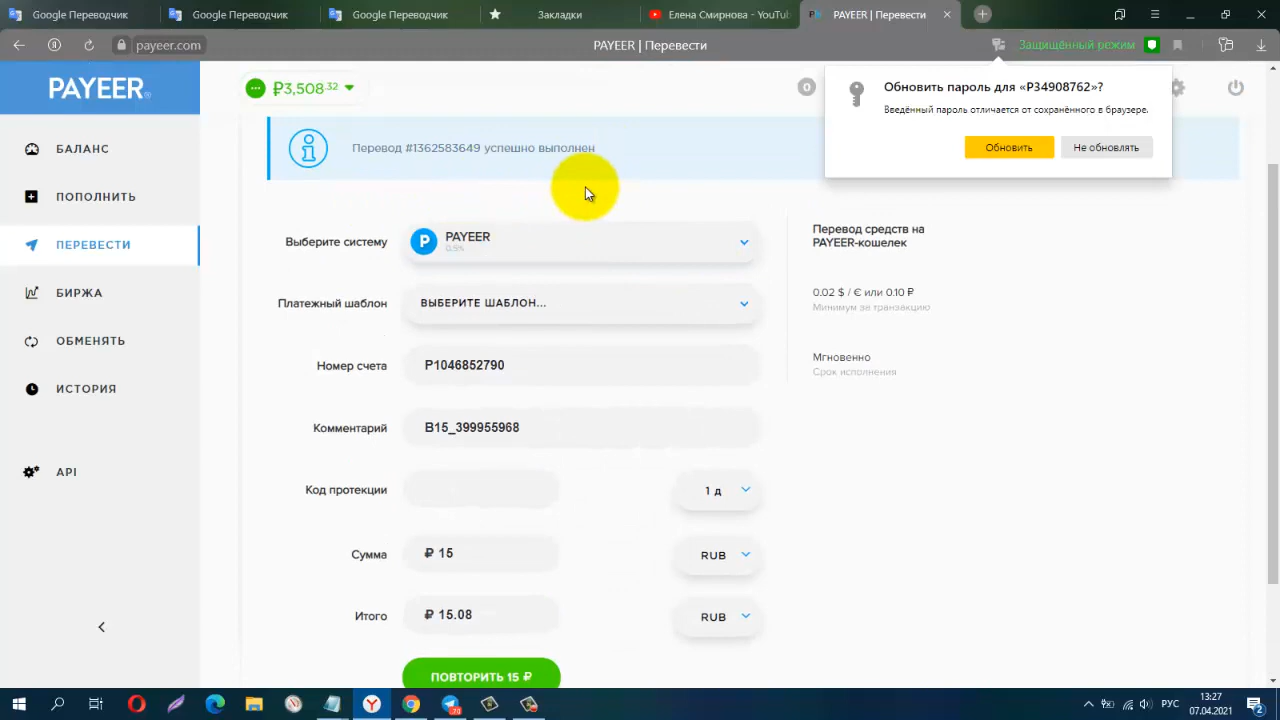 Google Переводчик
Google Переводчик
Google Переводчик
Закладки
Елена Смирнова - YouTu
PAYEER | Перевести
payeer.com
PAYEER | Перевести
Защищённый режим
PAYEER®
₽3,508.32
0
Обновить пароль для «P34908762»?
Введённый пароль отличается от сохранённого в браузере.
Обновить
Не обновлять
БАЛАНС
ПОПОЛНИТЬ
ПЕРЕВЕСТИ
БИРЖА
ОБМЕНЯТЬ
ИСТОРИЯ
API
Перевод #1362583649 успешно выполнен
Выберите систему
P
PAYEER
0.5%
Платежный шаблон
ВЫБЕРИТЕ ШАБЛОН...
Номер счета
P1046852790
Комментарий
B15_399955968
Код протекции
1 д
Сумма
₽ 15
RUB
Итого
₽ 15.08
RUB
ПОВТОРИТЬ 15 ₽
Перевод средств на
PAYEER-кошелек
0.02 $ / € или 0.10 ₽
Минимум за транзакцию
Мгновенно
Срок исполнения
РУС
13:27
07.04.2021
2